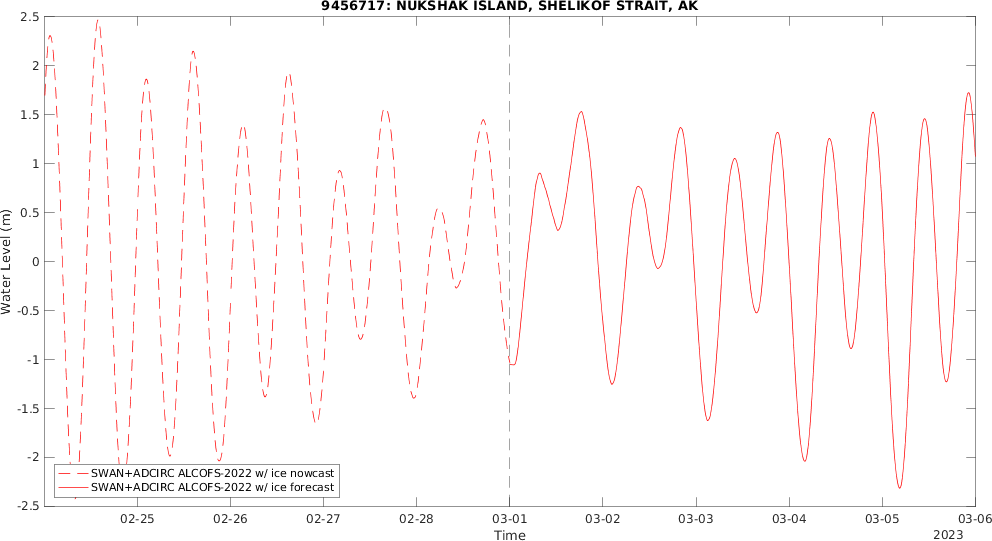 9456717: NUKSHAK ISLAND, SHELIKOF STRAIT, AK
Water Level (m)
2.5
2
1.5
1
0.5
0
-0.5
-1
-1.5
-2
-2.5
SWAN+ADCIRC ALCOFS-2022 w/ ice nowcast
SWAN+ADCIRC ALCOFS-2022 w/ ice forecast
02-25 02-26 02-27 02-28 03-01 03-02 03-03 03-04 03-05 03-06
Time
2023